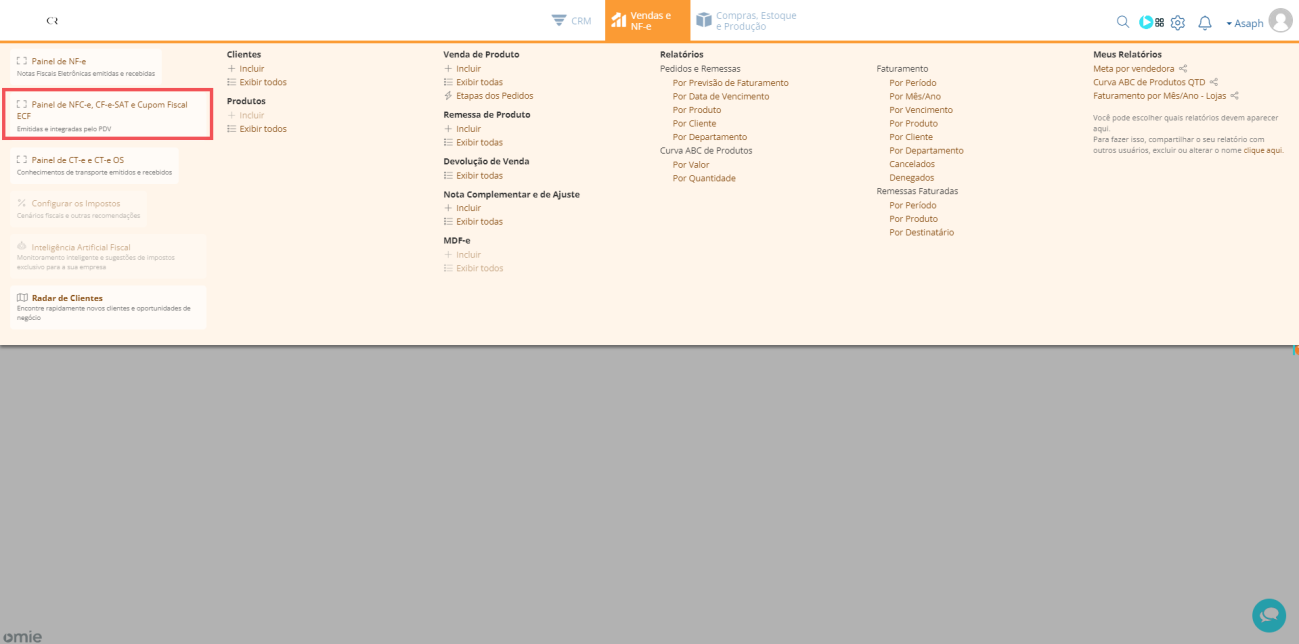 CR
CRM
Vendas e
NF-e
Compras, Estoque
e Produção
Asaph
Painel de NF-e
Notas Fiscais Eletrônicas emitidas e recebidas
Painel de NFC-e, CF-e-SAT e Cupom Fiscal
ECF
Emitidas e integradas pelo PDV
Painel de CT-e e CT-e OS
Conhecimentos de transporte emitidos e recebidos
Configurar os Impostos
Cenários fiscais e outras recomendações
Inteligência Artificial Fiscal
Monitoramento inteligente e sugestões de impostos
exclusivo para a sua empresa
Radar de Clientes
Encontre rapidamente novos clientes e oportunidades de
negócio
Clientes
Incluir
Exibir todos
Produtos
Incluir
Exibir todos
Venda de Produto
Incluir
Exibir todas
Etapas dos Pedidos
Remessa de Produto
Incluir
Exibir todas
Devolução de Venda
Exibir todas
Nota Complementar e de Ajuste
Incluir
Exibir todas
MDF-e
Incluir
Exibir todos
Relatórios
Pedidos e Remessas
Por Previsão de Faturamento
Por Data de Vencimento
Por Produto
Por Cliente
Por Departamento
Curva ABC de Produtos
Por Valor
Por Quantidade
Faturamento
Por Período
Por Mês/Ano
Por Vencimento
Por Produto
Por Cliente
Por Departamento
Cancelados
Denegados
Remessas Faturadas
Por Período
Por Produto
Por Destinatário
Meus Relatórios
Meta por vendedora
Curva ABC de Produtos QTD
Faturamento por Mês/Ano - Lojas
Você pode escolher quais relatórios devem aparecer
aqui.
Para fazer isso, compartilhar o seu relatório com
outros usuários, excluir ou alterar o nome clique aqui.
omie